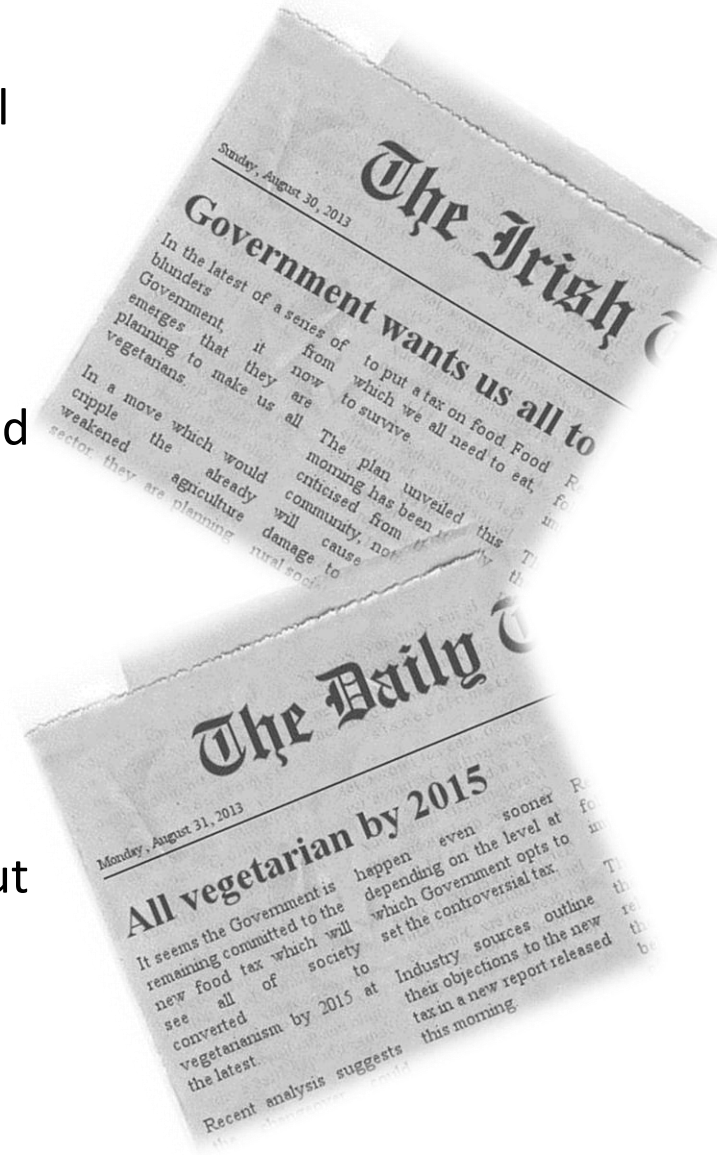 l
d
ut
The Irish
Sunday, August 30, 2013
Government wants us all to
In the latest of a series of
blunders from
Government, it now
emerges that they are
planning to make us all
vegetarians.
In a move which would
cripple the already
weakened agriculture
sector they are planning
to put a tax on food. Food
which we all need to eat,
to survive.
The plan unveiled this
morning has been
criticised from
community,
will cause
damage to
rural
The Daily
Monday, August 31, 2013
All vegetarian by 2015
It seems the Government is
remaining committed to the
new food tax which will
see all of society
converted to
vegetarianism by 2015 at
the latest.
Recent analysis suggests
happen even sooner
depending on the level at
which Government opts to
set the controversial tax.
Industry sources outline
their objections to the new
tax in a new report released
this morning.